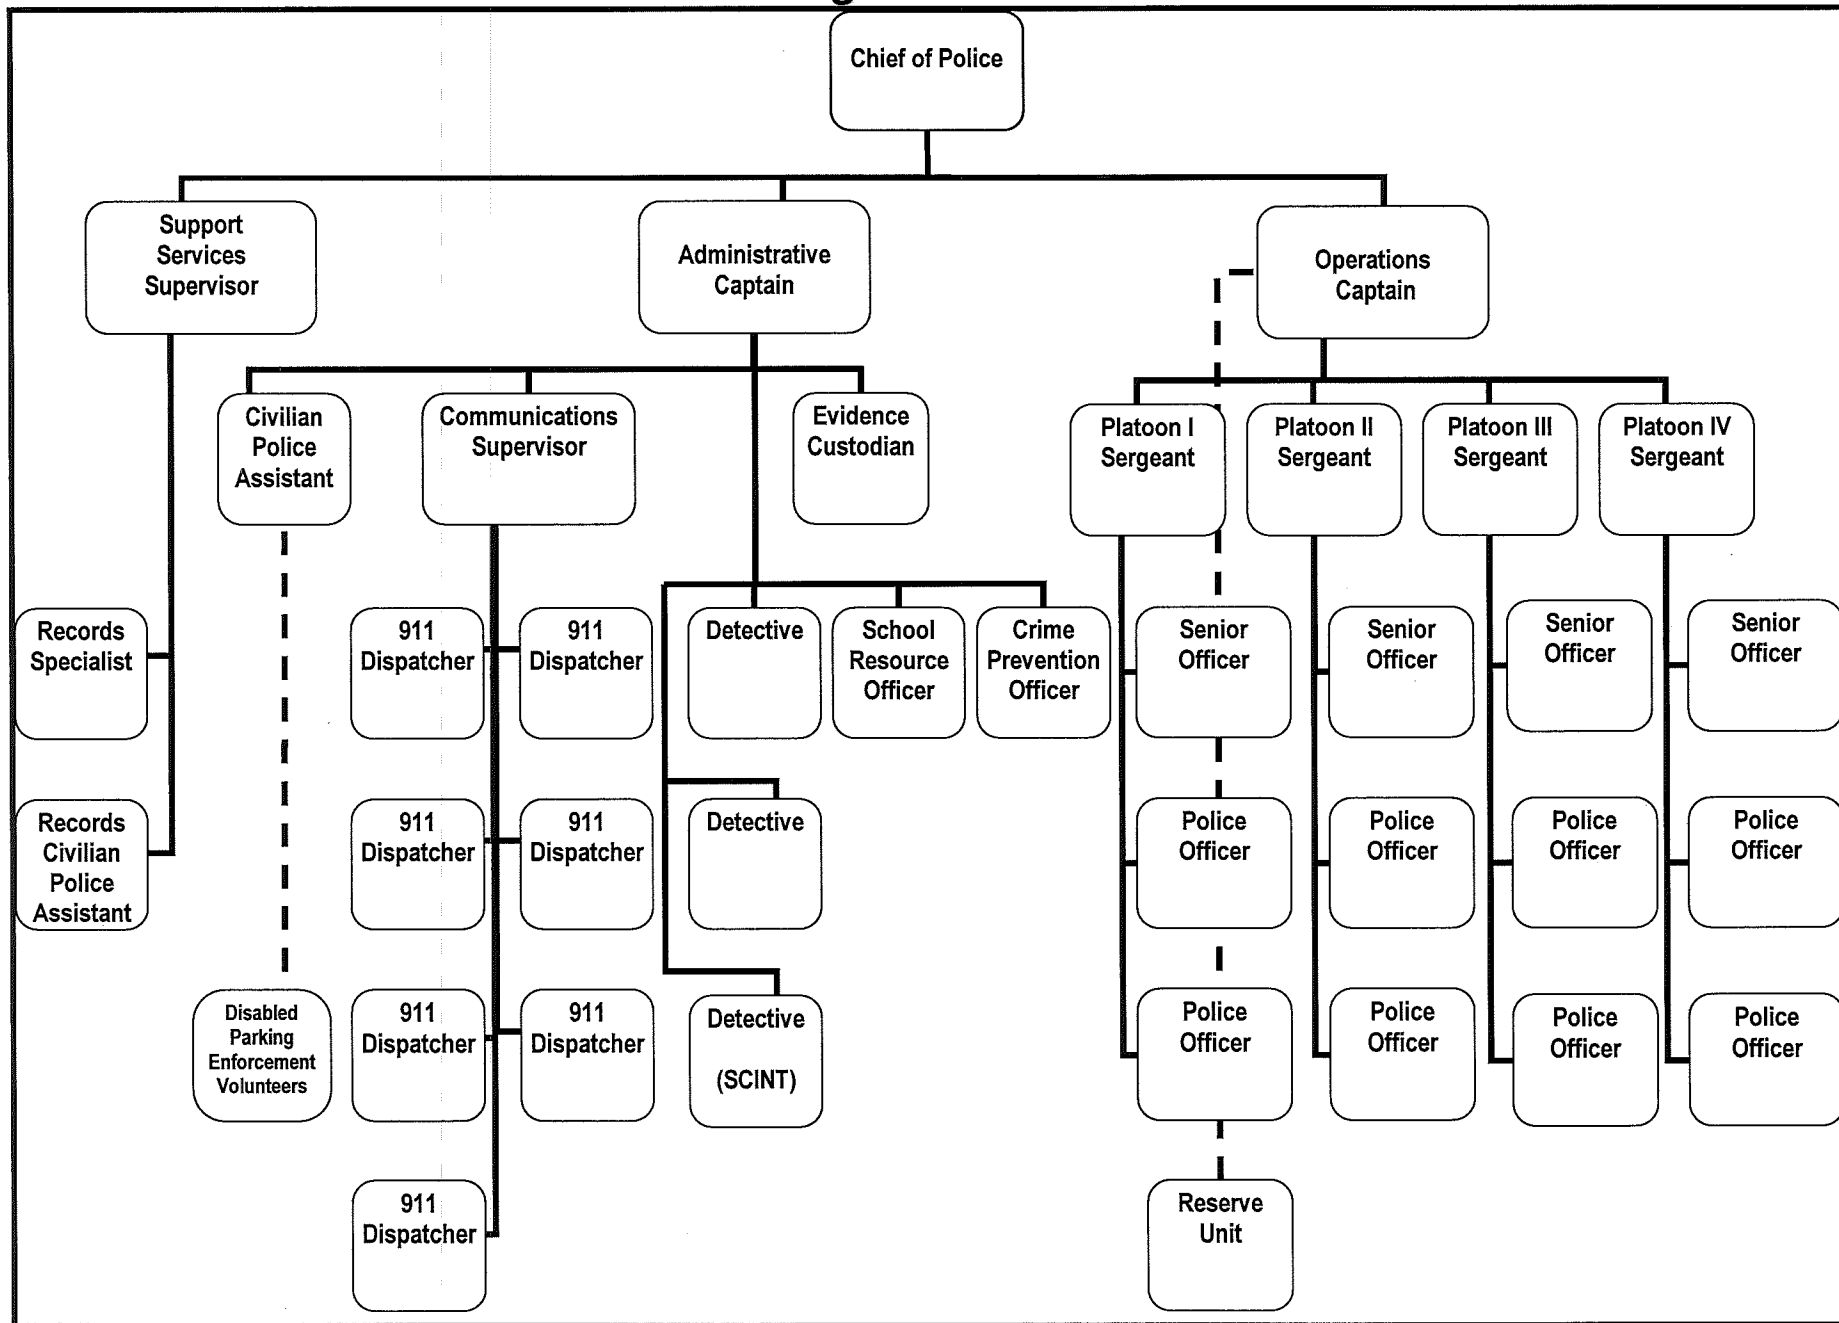 Chief of Police
Support
Services
Supervisor
Administrative
Captain
Operations
Captain
Civilian
Police
Assistant
Communications
Supervisor
Evidence
Custodian
Platoon I
Sergeant
Platoon II
Sergeant
Platoon III
Sergeant
Platoon IV
Sergeant
Records
Specialist
911
Dispatcher
911
Dispatcher
Detective
School
Resource
Officer
Crime
Prevention
Officer
Senior
Officer
Senior
Officer
Senior
Officer
Senior
Officer
Records
Civilian
Police
Assistant
911
Dispatcher
911
Dispatcher
Detective
Police
Officer
Police
Officer
Police
Officer
Police
Officer
Disabled
Parking
Enforcement
Volunteers
911
Dispatcher
911
Dispatcher
Detective
(SCINT)
Police
Officer
Police
Officer
Police
Officer
Police
Officer
911
Dispatcher
Reserve
Unit